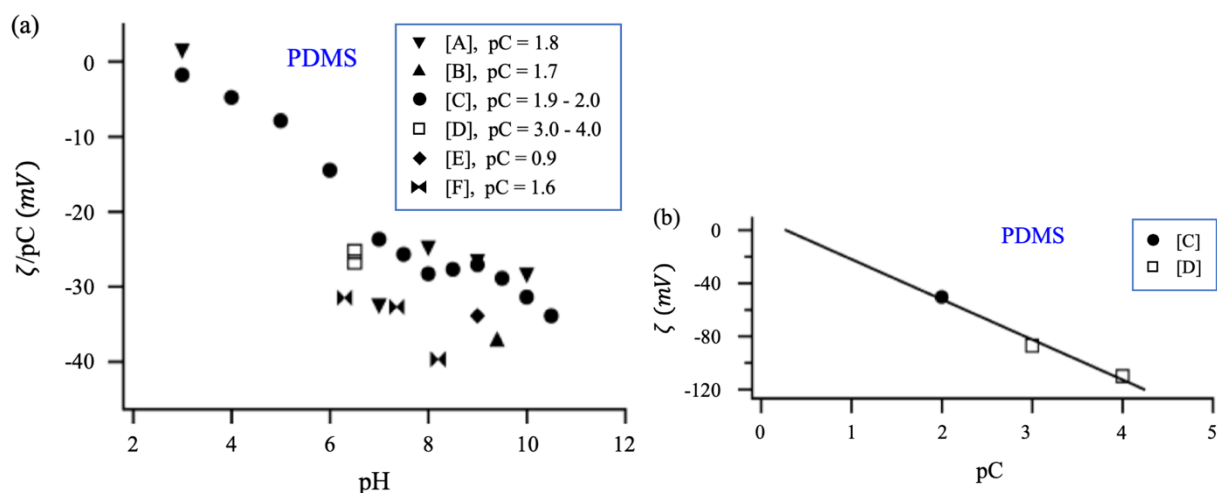 (a)
PDMS
[A], pC = 1.8
[B], pC = 1.7
[C], pC = 1.9 - 2.0
[D], pC = 3.0 - 4.0
[E], pC = 0.9
[F], pC = 1.6
ζ/pC (mV)
0
-10
-20
-30
-40
2 4 6 8 10 12
pH
(b)
PDMS
[C]
[D]
ζ (mV)
0
-40
-80
-120
0 1 2 3 4 5
pC